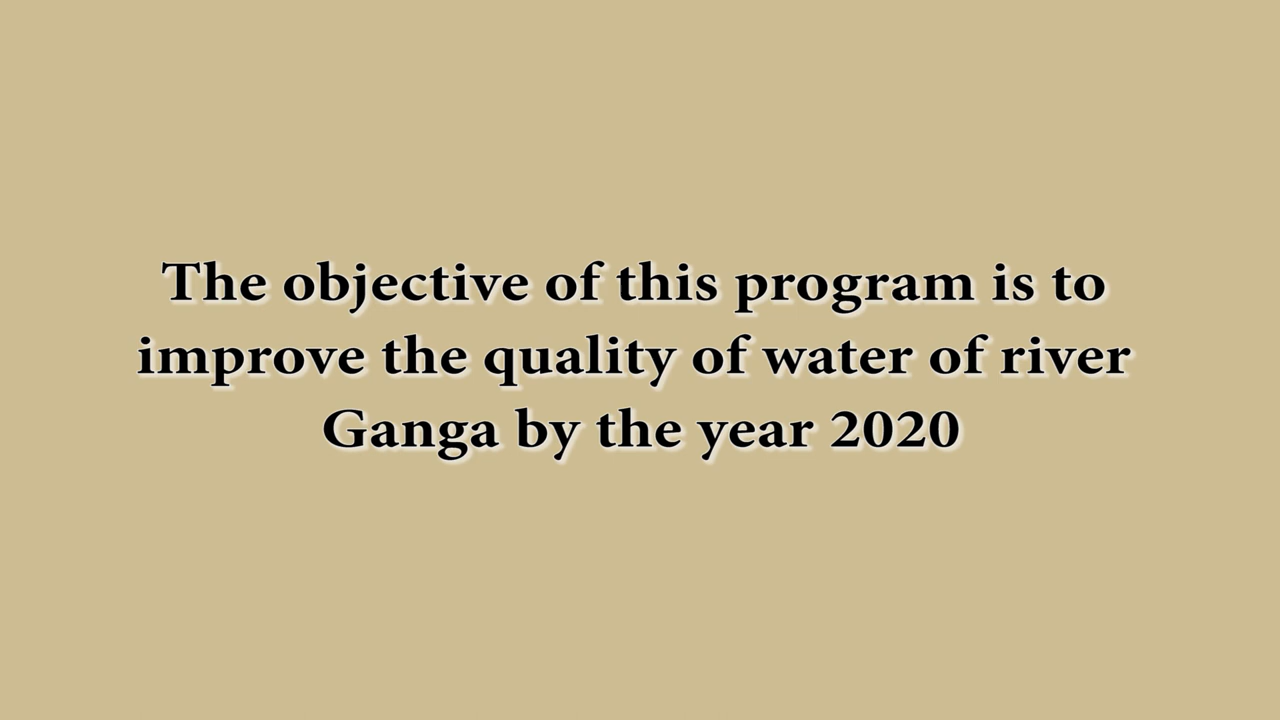 The objective of this program is to
improve the quality of water of river
Ganga by the year 2020